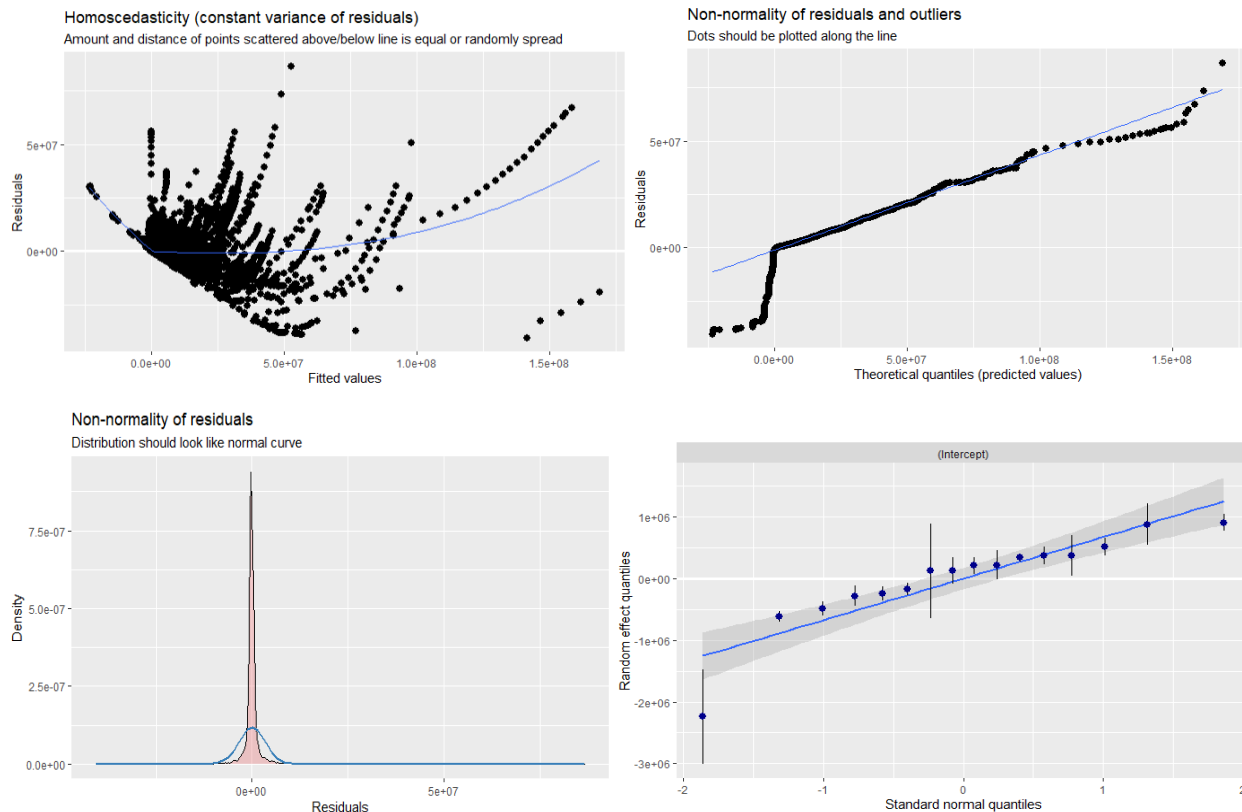 Homoscedasticity (constant variance of residuals)
Amount and distance of points scattered above/below line is equal or randomly spread
5e+07
0e+00
Residuals
0.0e+00 5.0e+07 1.0e+08 1.5e+08
Fitted values
Non-normality of residuals and outliers
Dots should be plotted along the line
5e+07
0e+00
Residuals
0.0e+00 5.0e+07 1.0e+08 1.5e+08
Theoretical quantiles (predicted values)
Non-normality of residuals
Distribution should look like normal curve
7.5e-07
5.0e-07
2.5e-07
0.0e+00
Density
0e+00 5e+07
Residuals
(Intercept)
1e+06
0e+00
-1e+06
-2e+06
-3e+06
Random effect quantiles
-2 -1 0 1 2
Standard normal quantiles